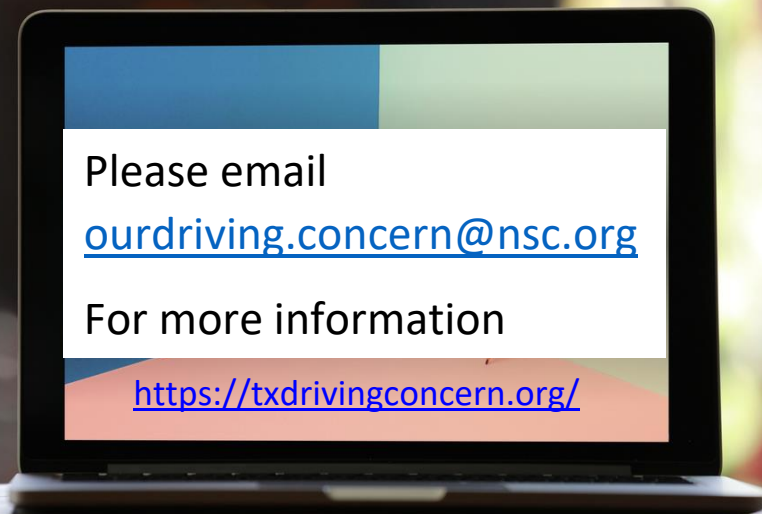 Please email
ourdriving.concern@nsc.org
For more information
https://txdrivingconcern.org/